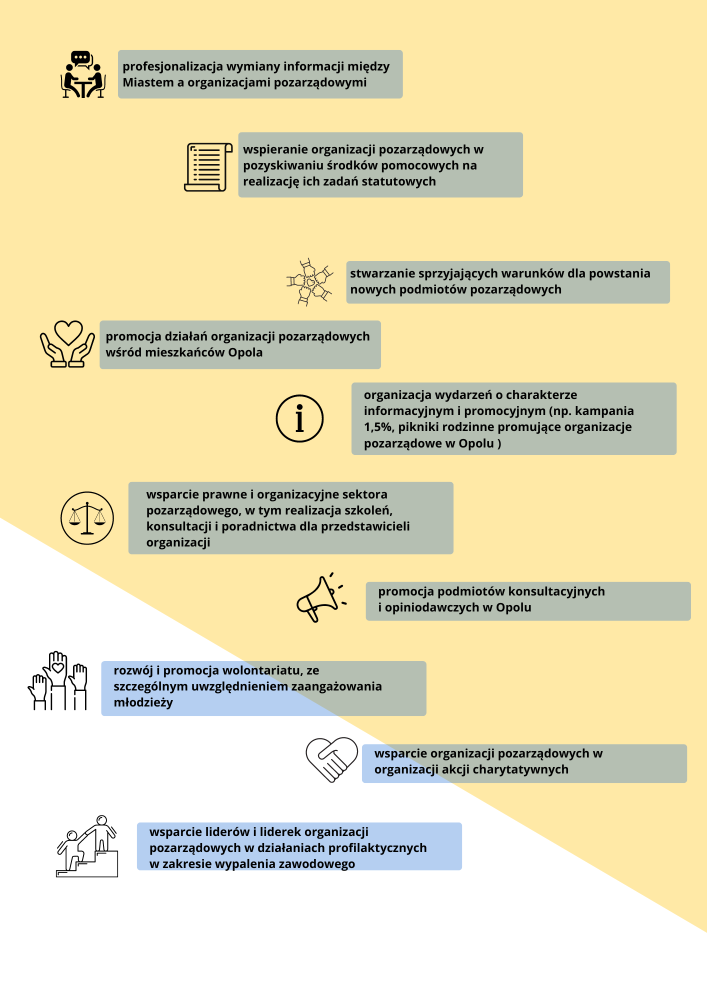 profesjonalizacja wymiany informacji między
Miastem a organizacjami pozarządowymi
wspieranie organizacji pozarządowych w
pozyskiwaniu środków pomocowych na
realizację ich zadań statutowych
stwarzanie sprzyjających warunków dla powstania
nowych podmiotów pozarządowych
promocja działań organizacji pozarządowych
wśród mieszkańców Opola
organizacja wydarzeń o charakterze
informacyjnym i promocyjnym (np. kampania
1,5%, pikniki rodzinne promujące organizacje
pozarządowe w Opolu )
wsparcie prawne i organizacyjne sektora
pozarządowego, w tym realizacja szkoleń,
konsultacji i poradnictwa dla przedstawicieli
organizacji
promocja podmiotów konsultacyjnych
i opiniodawczych w Opolu
rozwój i promocja wolontariatu, ze
szczególnym uwzględnieniem zaangażowania
młodzieży
wsparcie organizacji pozarządowych w
organizacji akcji charytatywnych
wsparcie liderów i liderek organizacji
pozarządowych w działaniach profilaktycznych
w zakresie wypalenia zawodowego